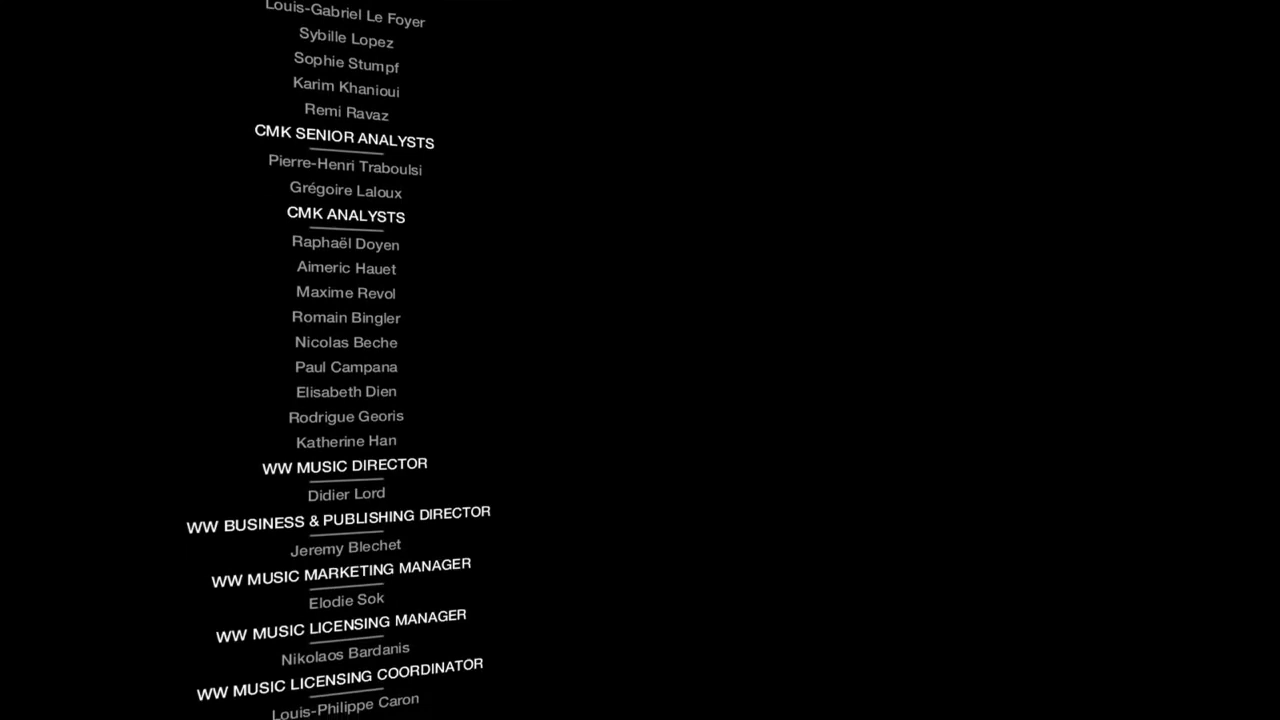 Louis-Gabriel Le Foyer
Sybille Lopez
Sophie Stumpf
Karim Khanioui
Remi Ravaz
CMK SENIOR ANALYSTS
Pierre-Henri Traboulsi
Grégoire Laloux
CMK ANALYSTS
Raphaël Doyen
Aimeric Hauet
Maxime Revol
Romain Bingler
Nicolas Beche
Paul Campana
Elisabeth Dien
Rodrigue Georis
Katherine Han
WW MUSIC DIRECTOR
Didier Lord
WW BUSINESS & PUBLISHING DIRECTOR
Jeremy Blechet
WW MUSIC MARKETING MANAGER
Elodie Sok
WW MUSIC LICENSING MANAGER
Nikolaos Bardanis
WW MUSIC LICENSING COORDINATOR
Louis-Philippe Caron